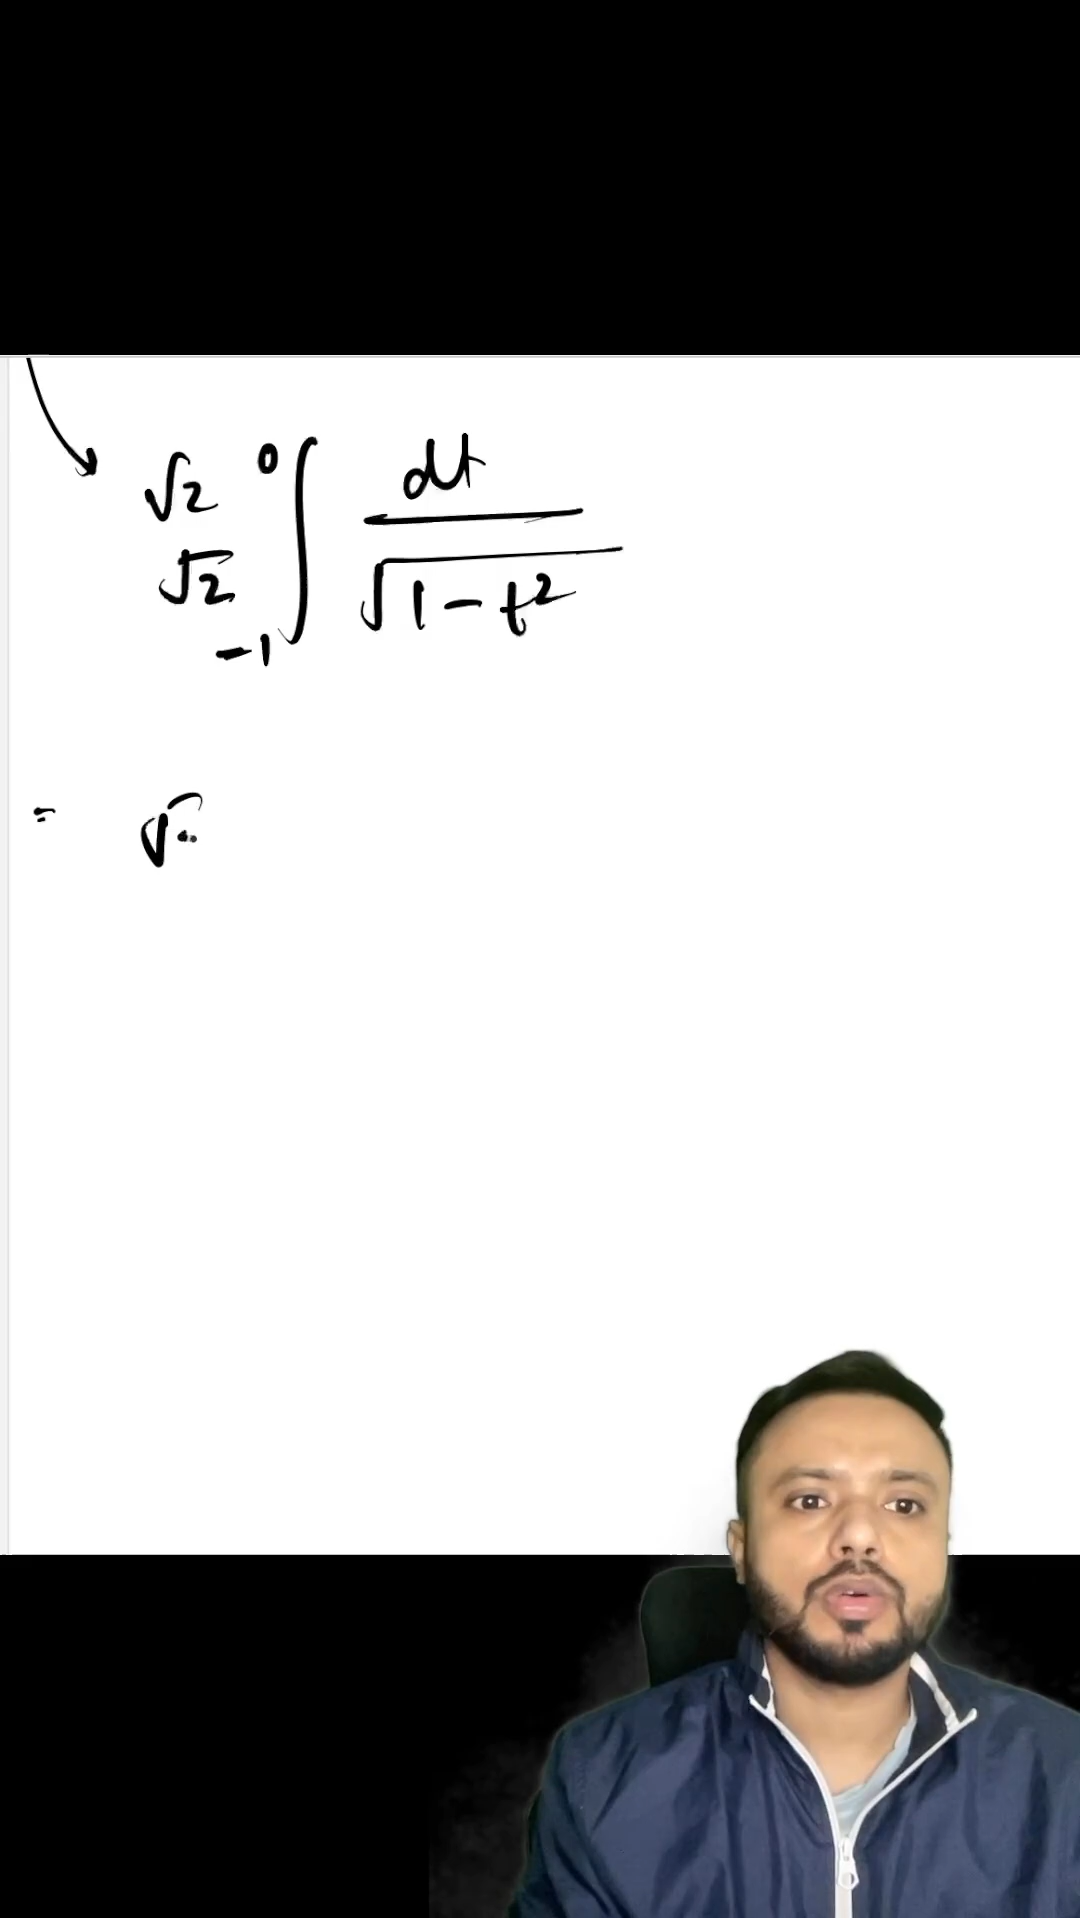 √2 0∫ dt
√2 -1 √1-t²
= √